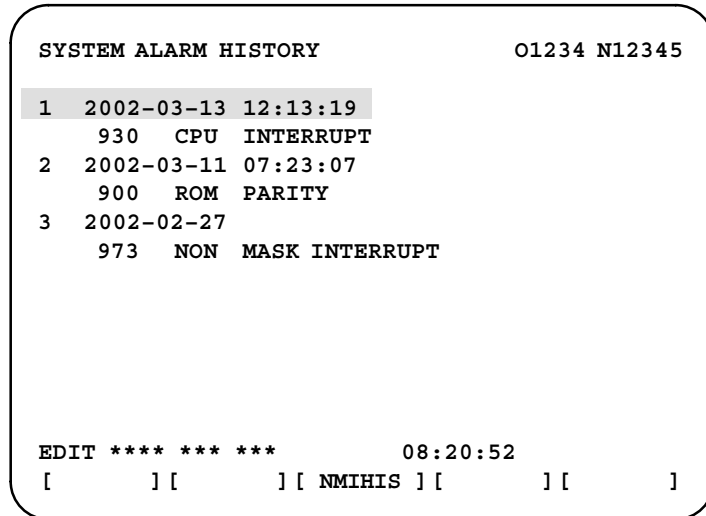 SYSTEM ALARM HISTORY O1234 N12345
1 2002-03-13 12:13:19
930 CPU INTERRUPT
2 2002-03-11 07:23:07
900 ROM PARITY
3 2002-02-27
973 NON MASK INTERRUPT
EDIT **** *** *** 08:20:52
[ ] [ ] [ NMIHIS ] [ ] [ ]